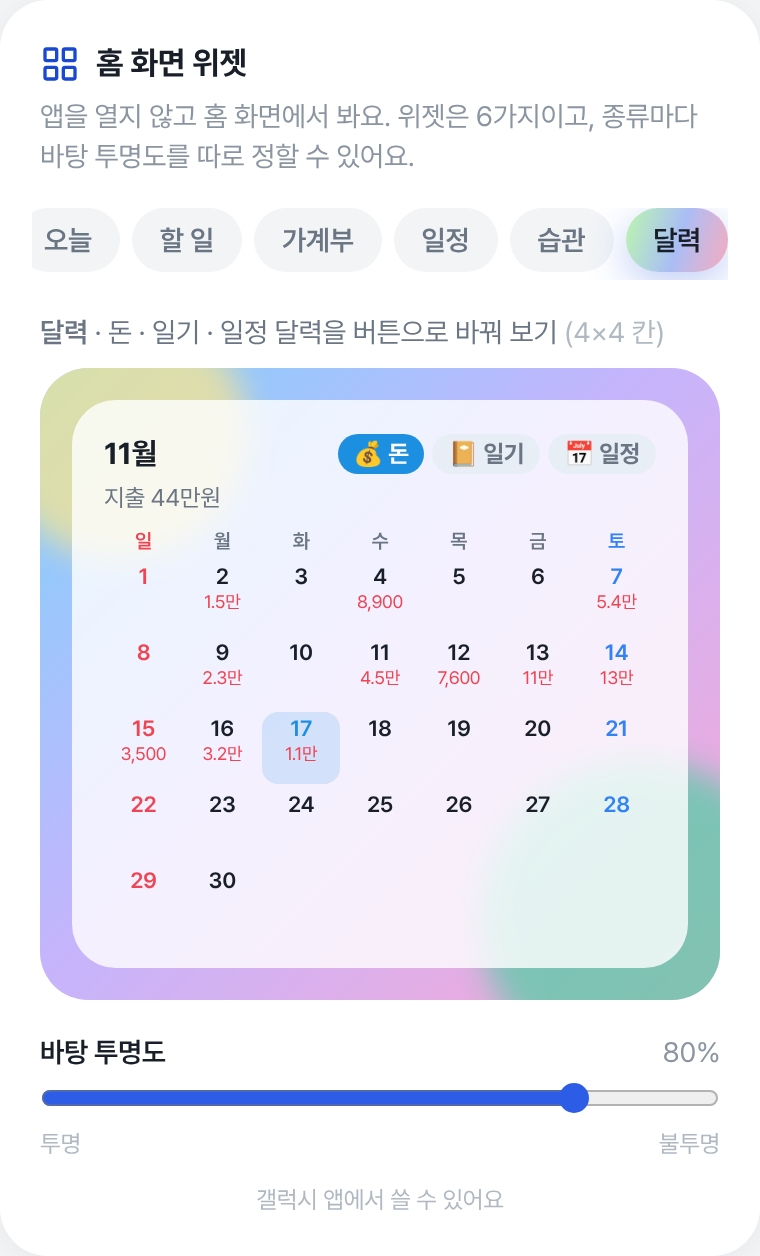 홈 화면 위젯
앱을 열지 않고 홈 화면에서 봐요. 위젯은 6가지이고, 종류마다
바탕 투명도를 따로 정할 수 있어요.
오늘 할 일 가계부 일정 습관 달력
달력 · 돈 · 일기 · 일정 달력을 버튼으로 바꿔 보기 (4×4 칸)
11월 💰 돈 📔 일기 📅 일정
지출 44만원
일 월 화 수 목 금 토
1 2 3 4 5 6 7
1.5만 8,900 5.4만
8 9 10 11 12 13 14
2.3만 4.5만 7,600 11만 13만
15 16 17 18 19 20 21
3,500 3.2만 1.1만
22 23 24 25 26 27 28
29 30
바탕 투명도 80%
투명 불투명
갤럭시 앱에서 쓸 수 있어요